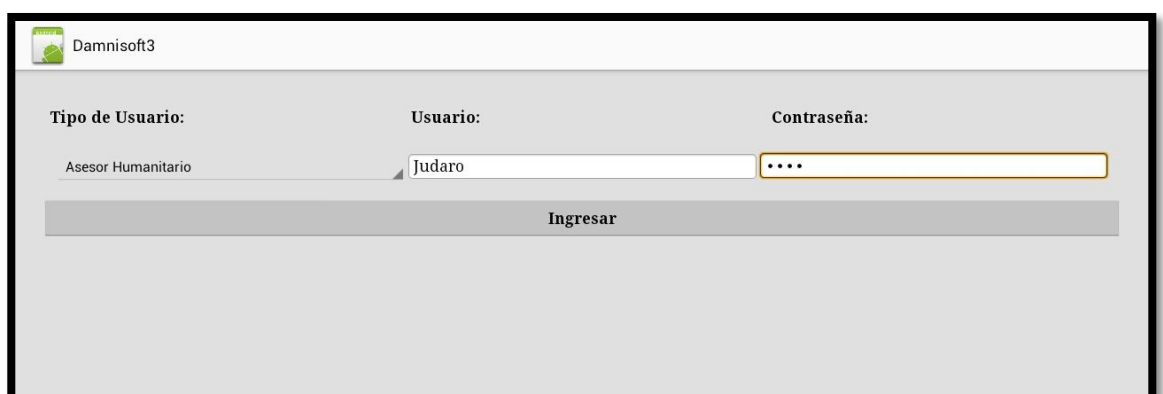 Damnisoft3
Tipo de Usuario: Usuario: Contraseña:
Asesor Humanitario Judaro ••••
Ingresar